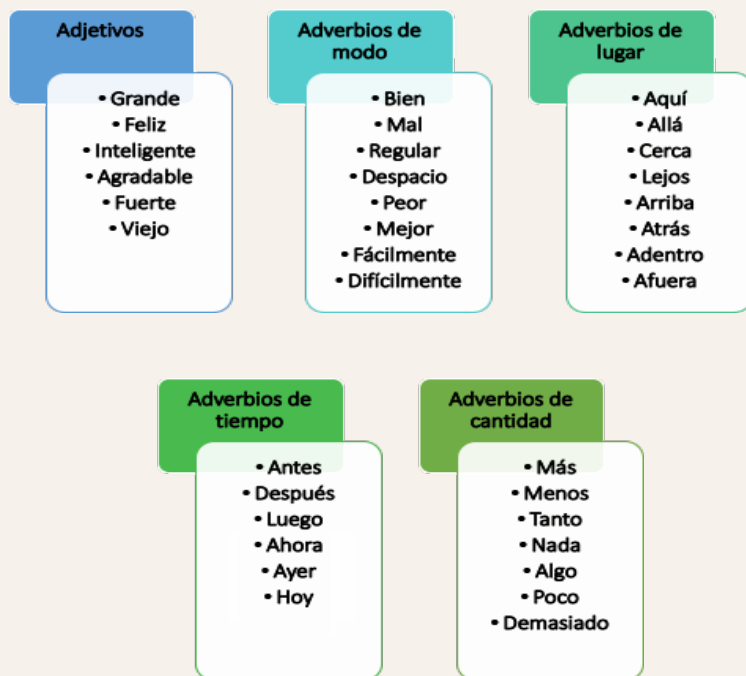 Adjetivos
• Grande
• Feliz
• Inteligente
• Agradable
• Fuerte
• Viejo
Adverbios de
modo
• Bien
• Mal
• Regular
• Despacio
• Peor
• Mejor
• Fácilmente
• Difícilmente
Adverbios de
lugar
• Aquí
• Allá
• Cerca
• Lejos
• Arriba
• Atrás
• Adentro
• Afuera
Adverbios de
tiempo
• Antes
• Después
• Luego
• Ahora
• Ayer
• Hoy
Adverbios de
cantidad
• Más
• Menos
• Tanto
• Nada
• Algo
• Poco
• Demasiado